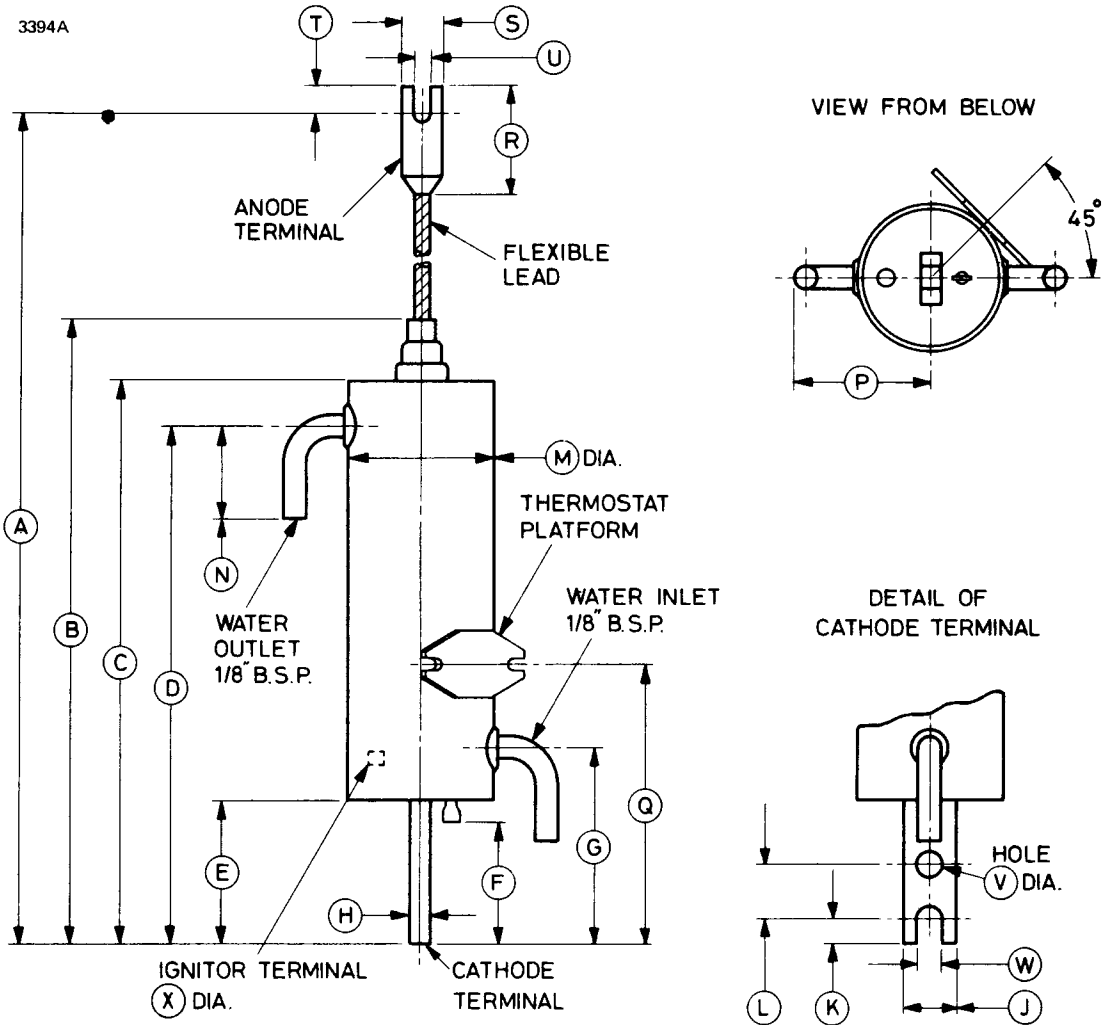 3394A
T
S
U
R
ANODE
TERMINAL
FLEXIBLE
LEAD
VIEW FROM BELOW
45°
P
M DIA.
THERMOSTAT
PLATFORM
A
N
WATER
OUTLET
1/8" B.S.P.
WATER INLET
1/8" B.S.P.
B
C
D
E
F
G
Q
H
IGNITOR TERMINAL
X DIA.
CATHODE
TERMINAL
DETAIL OF
CATHODE TERMINAL
HOLE
V DIA.
W
L
K
J